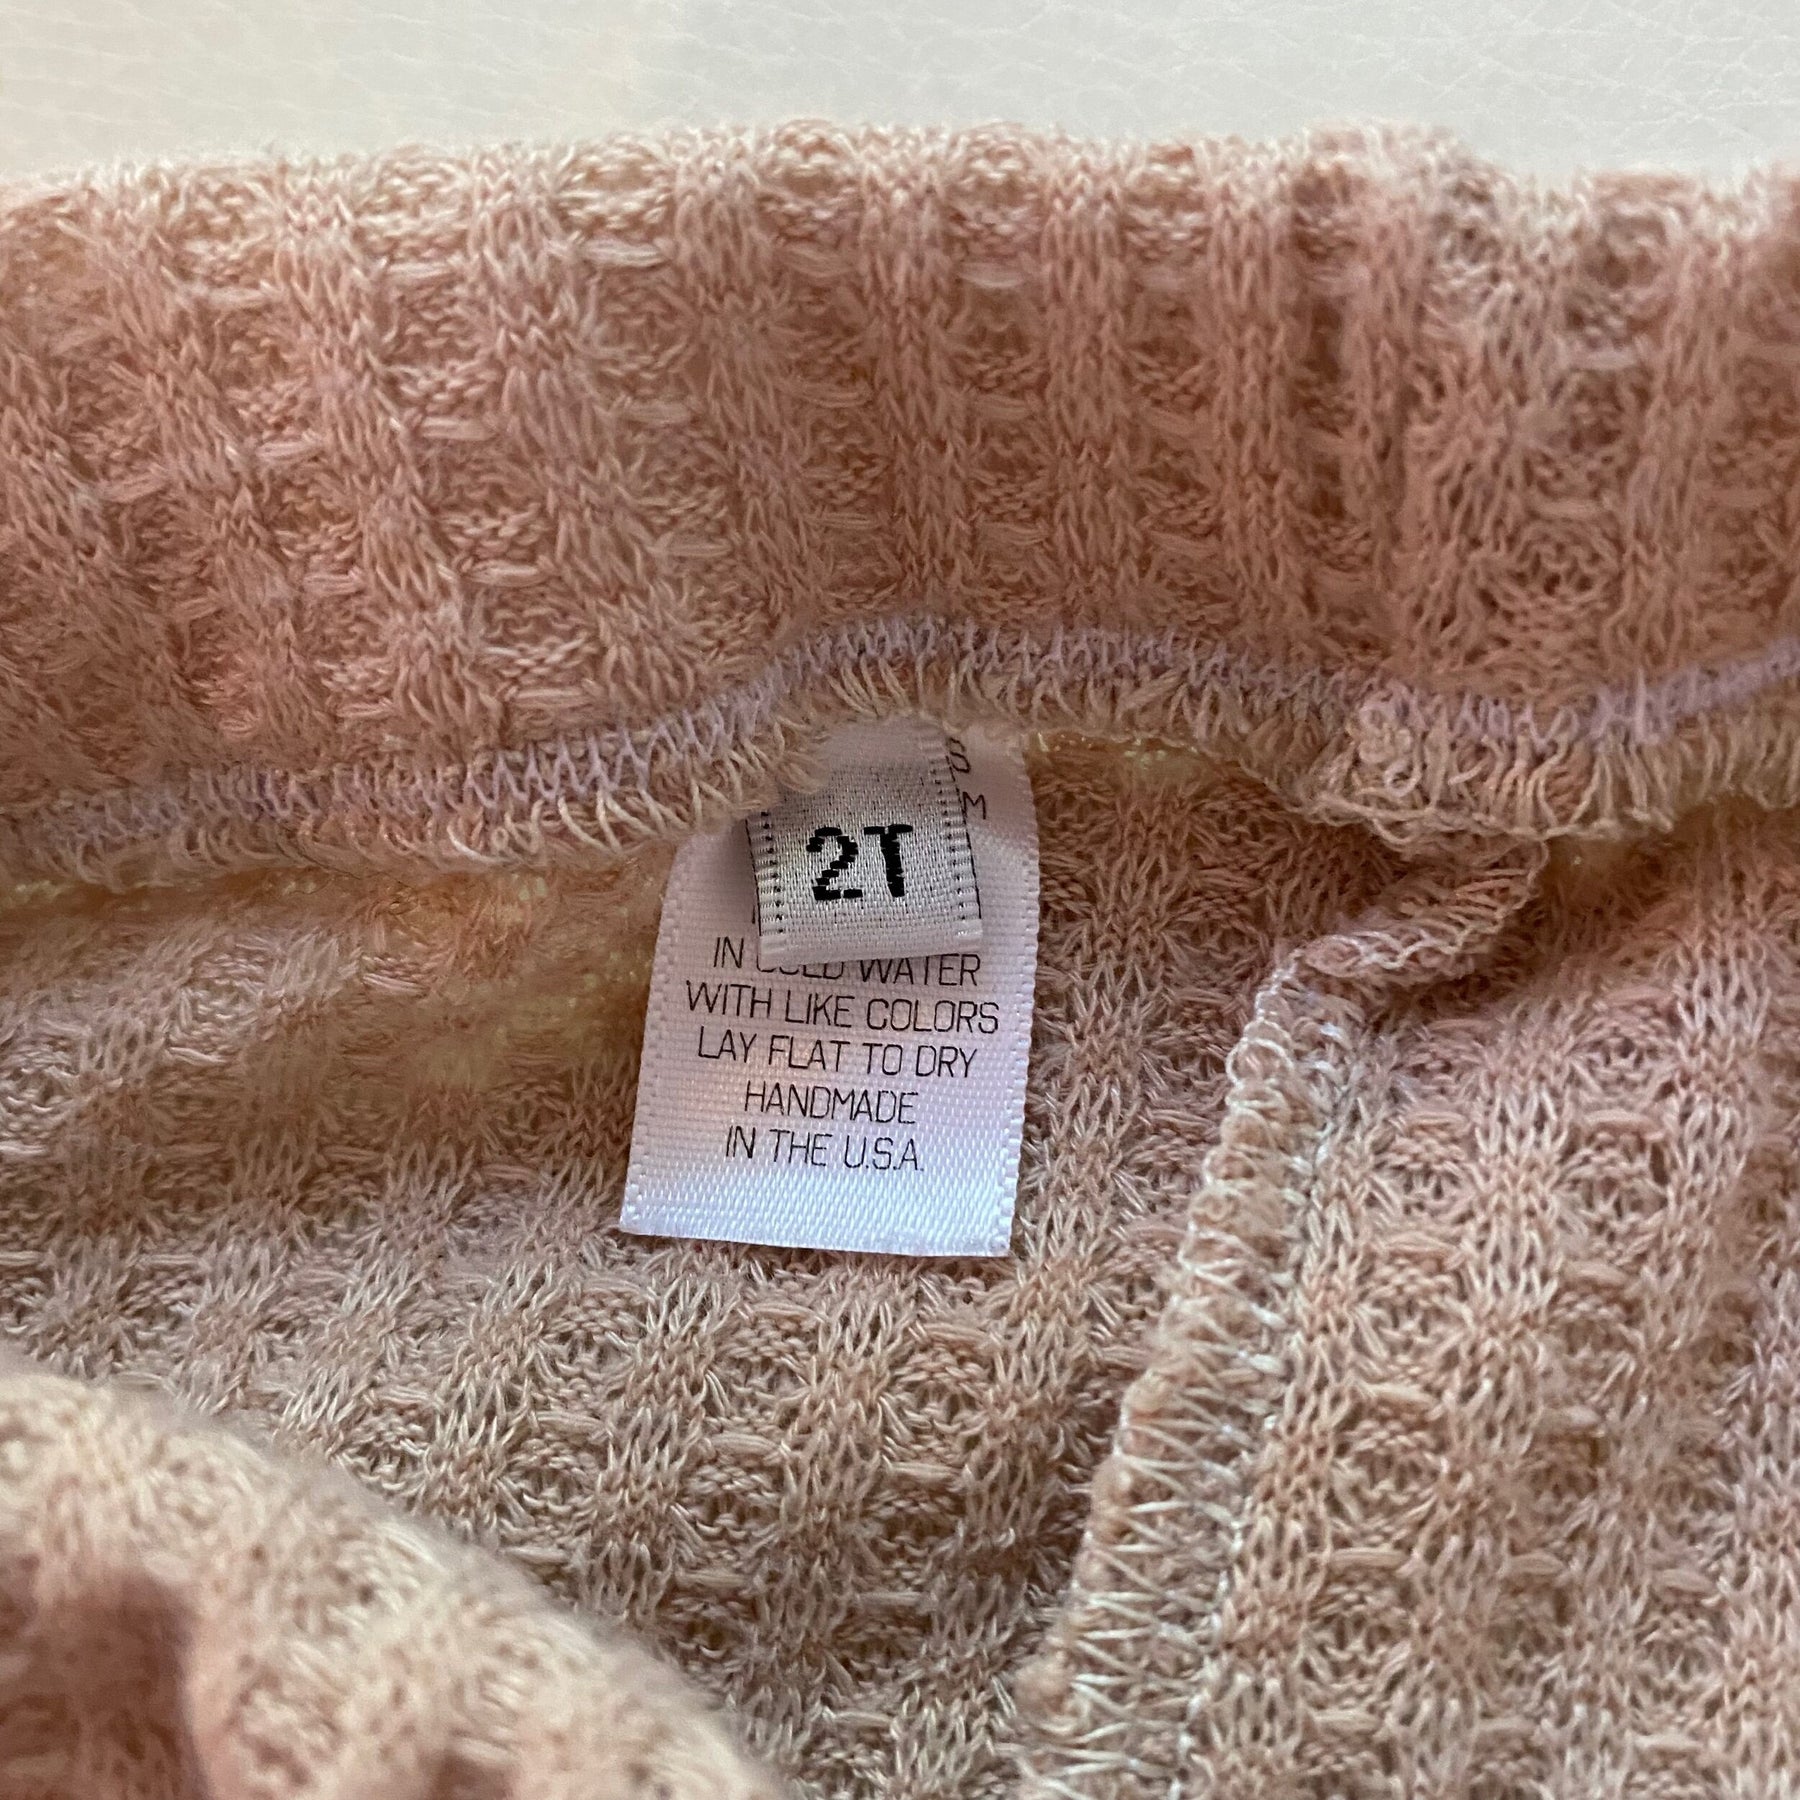 2T
IN COLD WATER
WITH LIKE COLORS
LAY FLAT TO DRY
HANDMADE
IN THE U.S.A.